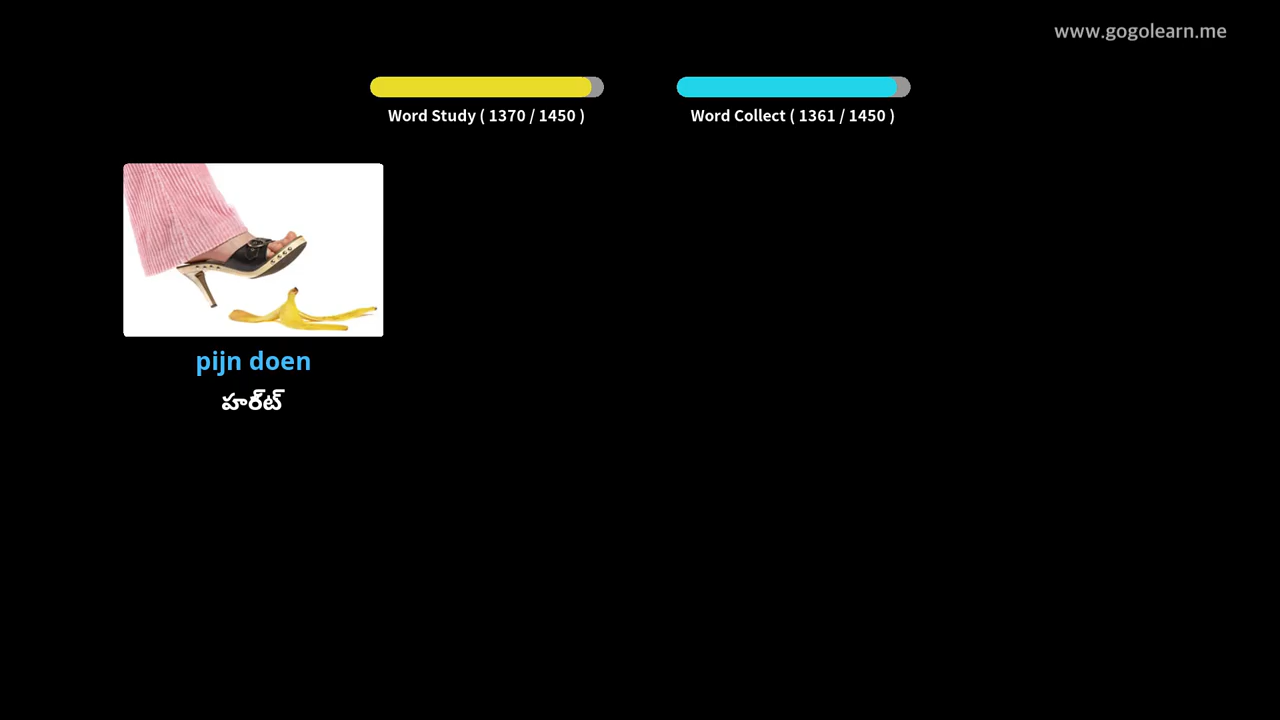 www.gogolearn.me
Word Study ( 1370 / 1450 )
Word Collect ( 1361 / 1450 )
pijn doen
హర్‌ట్